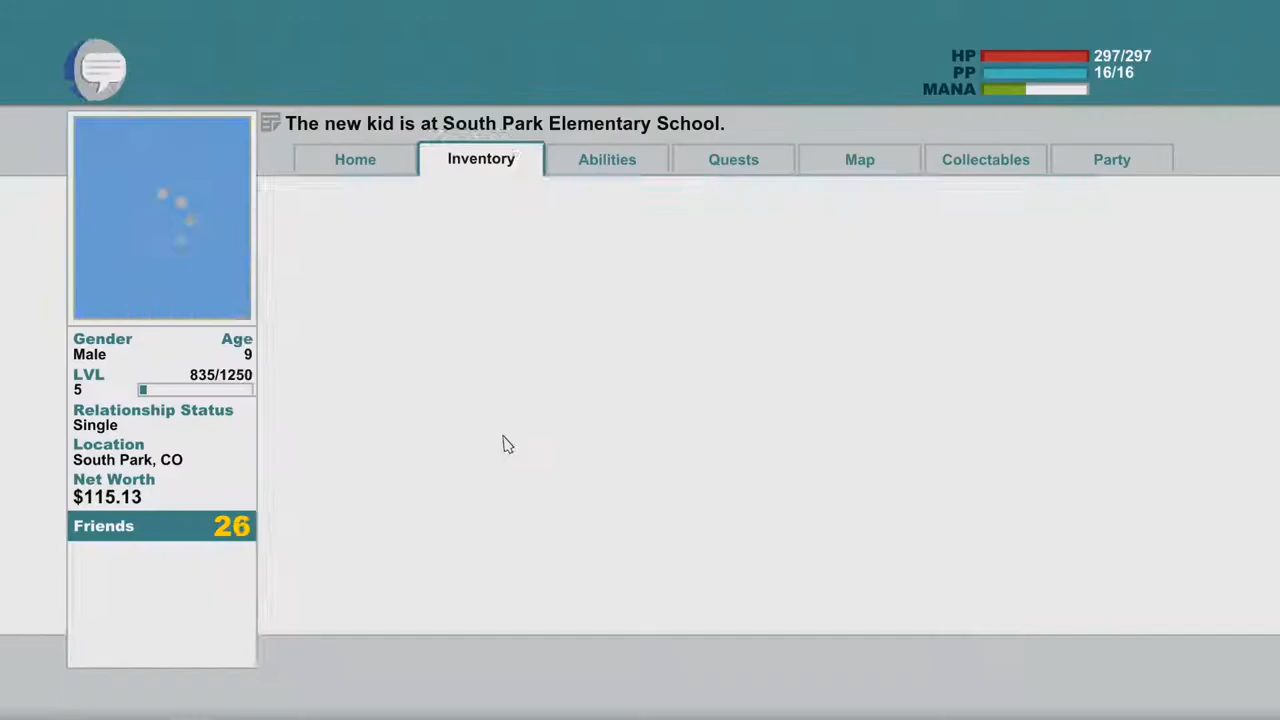 HP 297/297
PP 16/16
MANA
The new kid is at South Park Elementary School.
Home Inventory Abilities Quests Map Collectables Party
Gender Age
Male 9
LVL 835/1250
5
Relationship Status
Single
Location
South Park, CO
Net Worth
$115.13
Friends 26